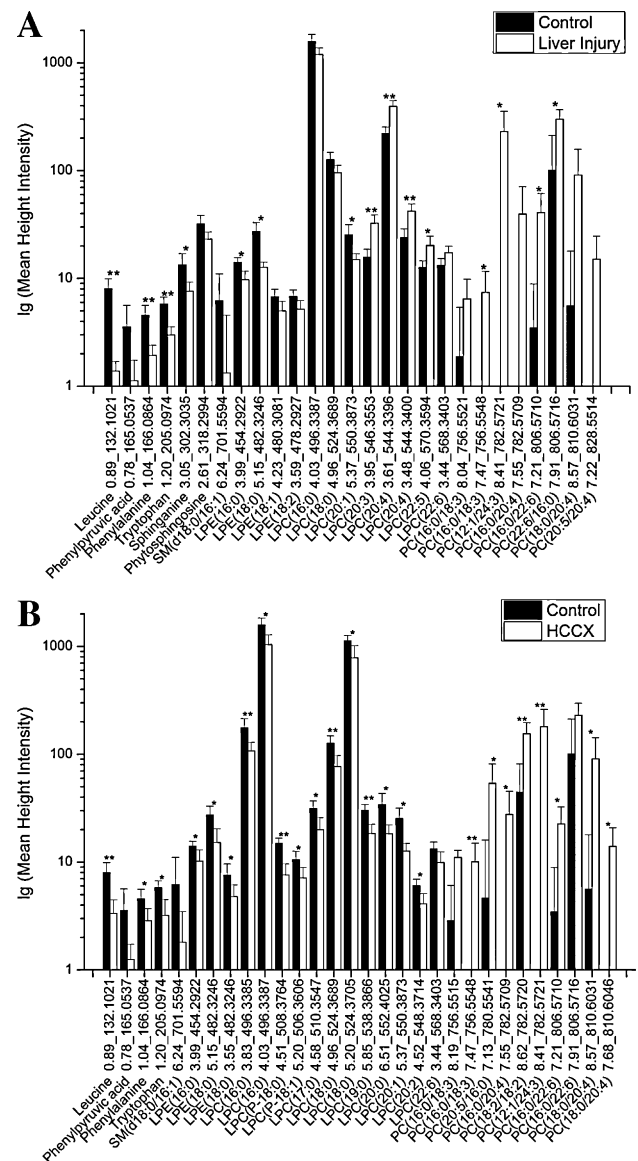 A
Control
Liver Injury
lg (Mean Height Intensity)
1000
100
10
1
** * ** ** * * * * ** ** ** * * * * *
Leucine 0.89_132.1021
Phenylpyruvic acid 0.78_165.0537
Phenylalanine 1.04_166.0864
Tryptophan 1.20_205.0974
Sphinganine 3.05_302.3035
Phytosphingosine 2.61_318.2994
SM(d18:0/16:1) 6.24_701.5594
LPE(16:0) 3.99_454.2922
LPE(18:0) 5.15_482.3246
LPE(18:1) 4.23_480.3081
LPE(18:2) 3.59_478.2927
LPC(16:0) 4.03_496.3387
LPC(18:0) 4.96_524.3689
LPC(20:1) 5.37_550.3873
LPC(20:3) 3.95_546.3553
LPC(20:4) 3.61_544.3396
LPC(20:4) 3.48_544.3400
LPC(22:5) 4.06_570.3594
LPC(22:6) 3.44_568.3403
PC(16:0/18:3) 8.04_756.5521
PC(16:0/18:3) 7.47_756.5548
PC(12:1/24:3) 8.41_782.5721
PC(16:0/20:4) 7.55_782.5709
PC(16:0/22:6) 7.21_806.5710
PC(22:6/16:0) 7.91_806.5716
PC(18:0/20:4) 8.57_810.6031
PC(20:5/20:4) 7.22_828.5514
B
Control
HCCX
lg (Mean Height Intensity)
1000
100
10
1
Leucine 0.89_132.1021
Phenylpyruvic acid 0.78_165.0537
Phenylalanine 1.04_166.0864
Tryptophan 1.20_205.0974
SM(d18:0/16:1) 6.24_701.5594
LPE(16:0) 3.99_454.2922
LPE(18:0) 5.15_482.3246
LPE(18:0) 3.55_482.3246
LPC(16:0) 3.83_496.3385
LPC(16:0) 4.03_496.3387
LPC(P-18:0) 4.51_508.3764
LPC(P-18:1) 5.20_506.3606
LPC(17:0) 4.58_510.3547
LPC(18:0) 4.96_524.3689
LPC(18:0) 5.20_524.3705
LPC(19:0) 5.85_538.3866
LPC(20:0) 6.51_552.4025
LPC(20:1) 5.37_550.3873
LPC(20:2) 4.52_548.3714
LPC(22:6) 3.44_568.3403
PC(16:0/18:3) 8.19_756.5515
PC(16:0/18:3) 7.47_756.5548
PC(20:5/16:0) 7.13_780.5541
PC(16:0/20:4) 7.55_782.5709
PC(18:2/18:2) 8.62_782.5720
PC(12:1/24:3) 8.41_782.5721
PC(16:0/22:6) 7.21_806.5710
PC(16:0/22:6) 7.91_806.5716
PC(18:0/20:4) 8.57_810.6031
PC(18:0/20:4) 7.68_810.6046